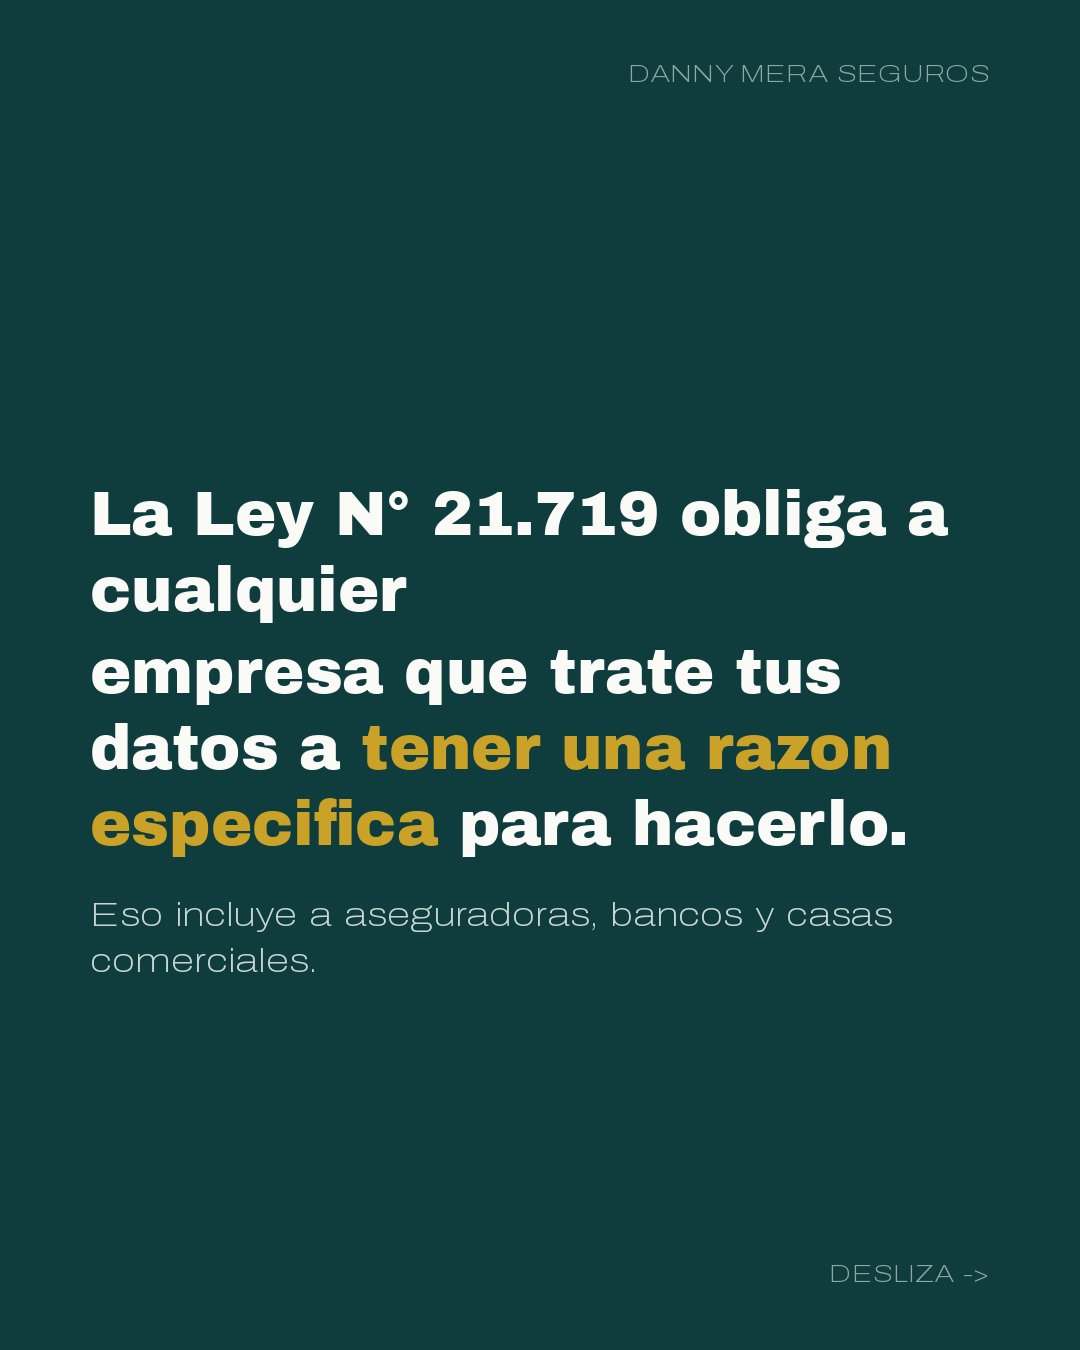 DANNY MERA SEGUROS
La Ley N° 21.719 obliga a
cualquier
empresa que trate tus
datos a tener una razon
especifica para hacerlo.
Eso incluye a aseguradoras, bancos y casas
comerciales.
DESLIZA ->